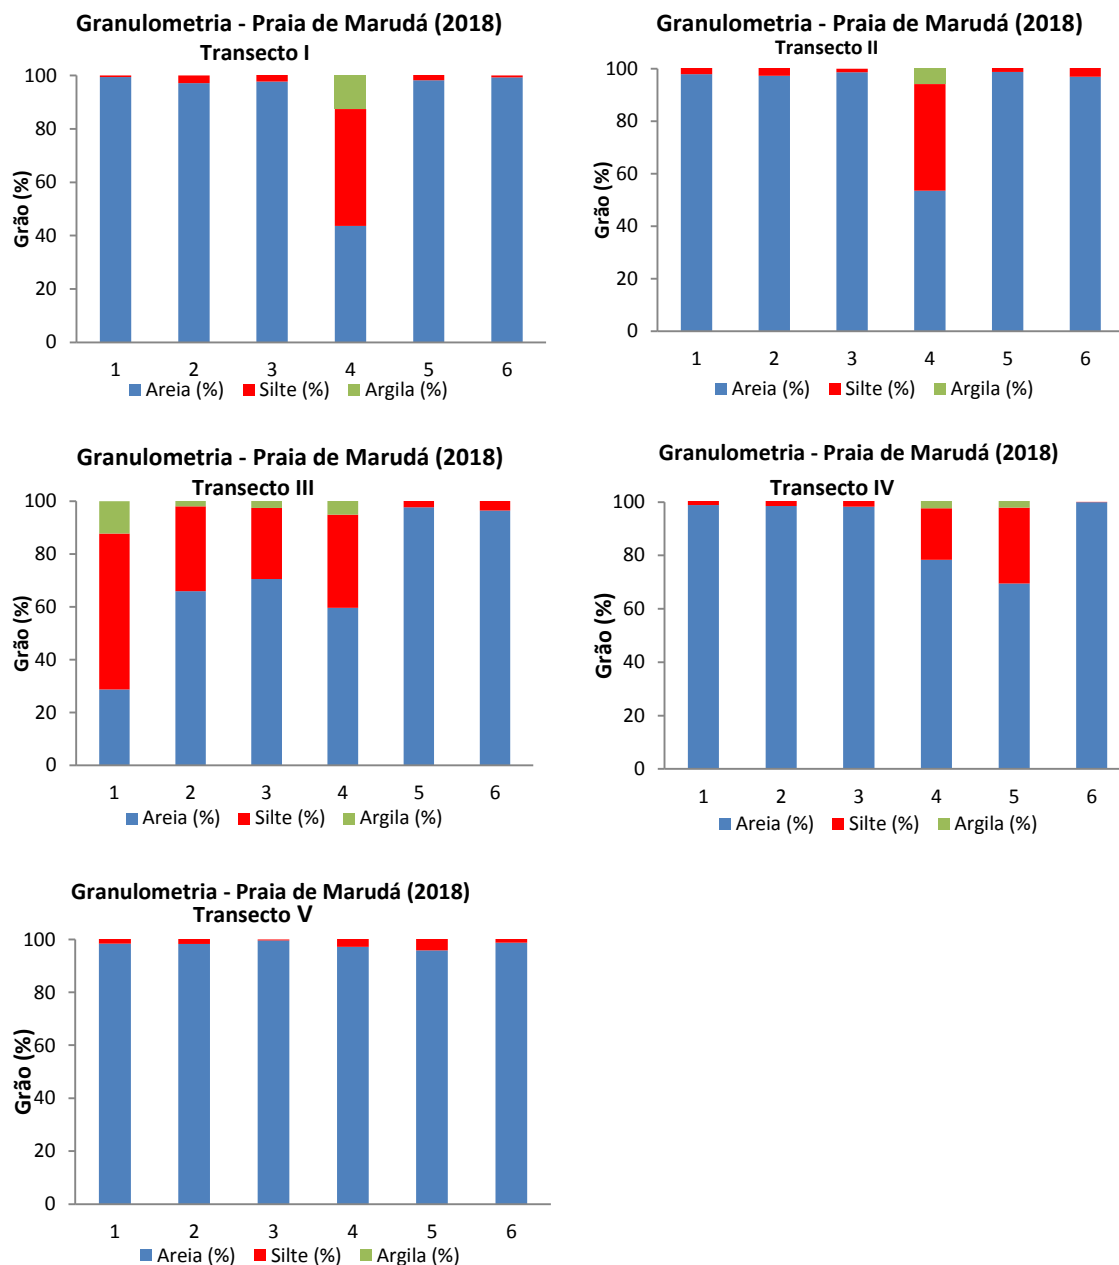 Granulometria - Praia de Marudá (2018)
Transecto I
100
80
60
40
20
0
Grão (%)
1 2 3 4 5 6
Areia (%) Silte (%) Argila (%)
Granulometria - Praia de Marudá (2018)
Transecto II
100
80
60
40
20
0
Grão (%)
1 2 3 4 5 6
Areia (%) Silte (%) Argila (%)
Granulometria - Praia de Marudá (2018)
Transecto III
100
80
60
40
20
0
Grão (%)
1 2 3 4 5 6
Areia (%) Silte (%) Argila (%)
Granulometria - Praia de Marudá (2018)
Transecto IV
100
80
60
40
20
0
Grão (%)
1 2 3 4 5 6
Areia (%) Silte (%) Argila (%)
Granulometria - Praia de Marudá (2018)
Transecto V
100
80
60
40
20
0
Grão (%)
1 2 3 4 5 6
Areia (%) Silte (%) Argila (%)